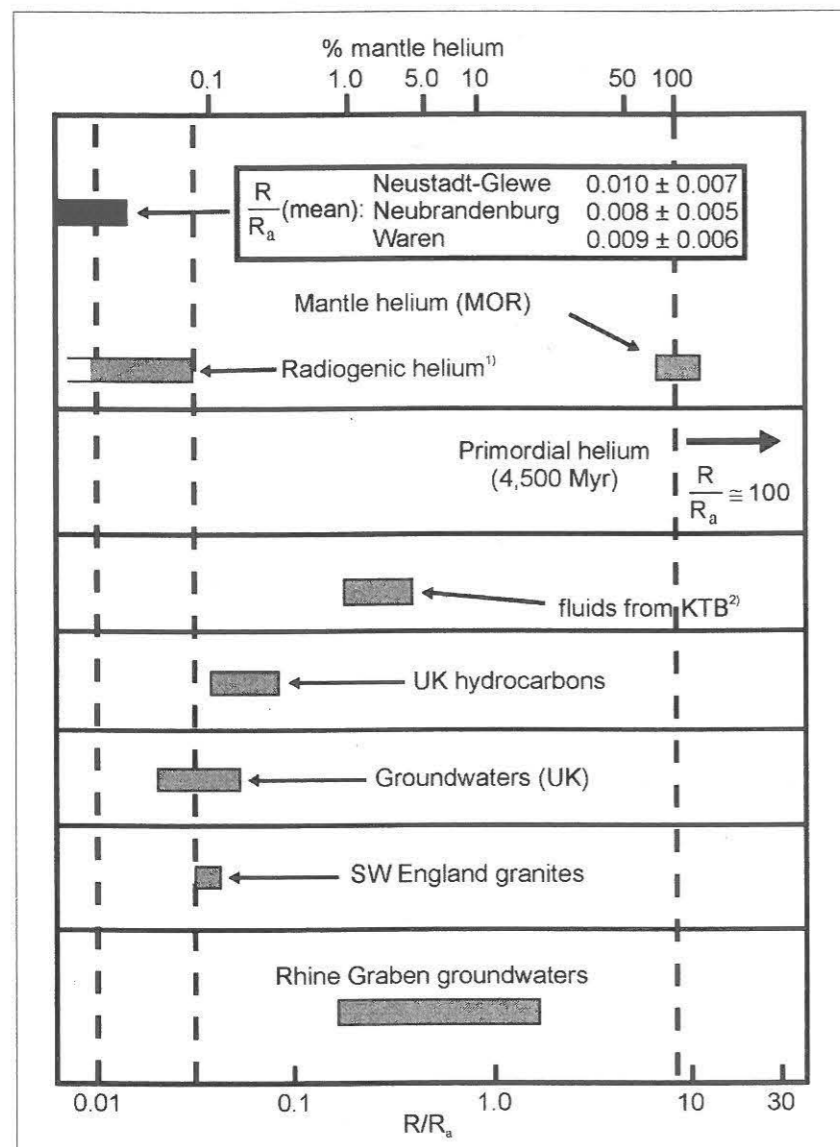 % mantle helium
0.1 1.0 5.0 10 50 100
R/Ra (mean): Neustadt-Glewe 0.010 ± 0.007
Neubrandenburg 0.008 ± 0.005
Waren 0.009 ± 0.006
Mantle helium (MOR)
Radiogenic helium1)
Primordial helium
(4,500 Myr)
R/Ra ≅ 100
fluids from KTB2)
UK hydrocarbons
Groundwaters (UK)
SW England granites
Rhine Graben groundwaters
0.01 0.1 1.0 10 30
R/Ra